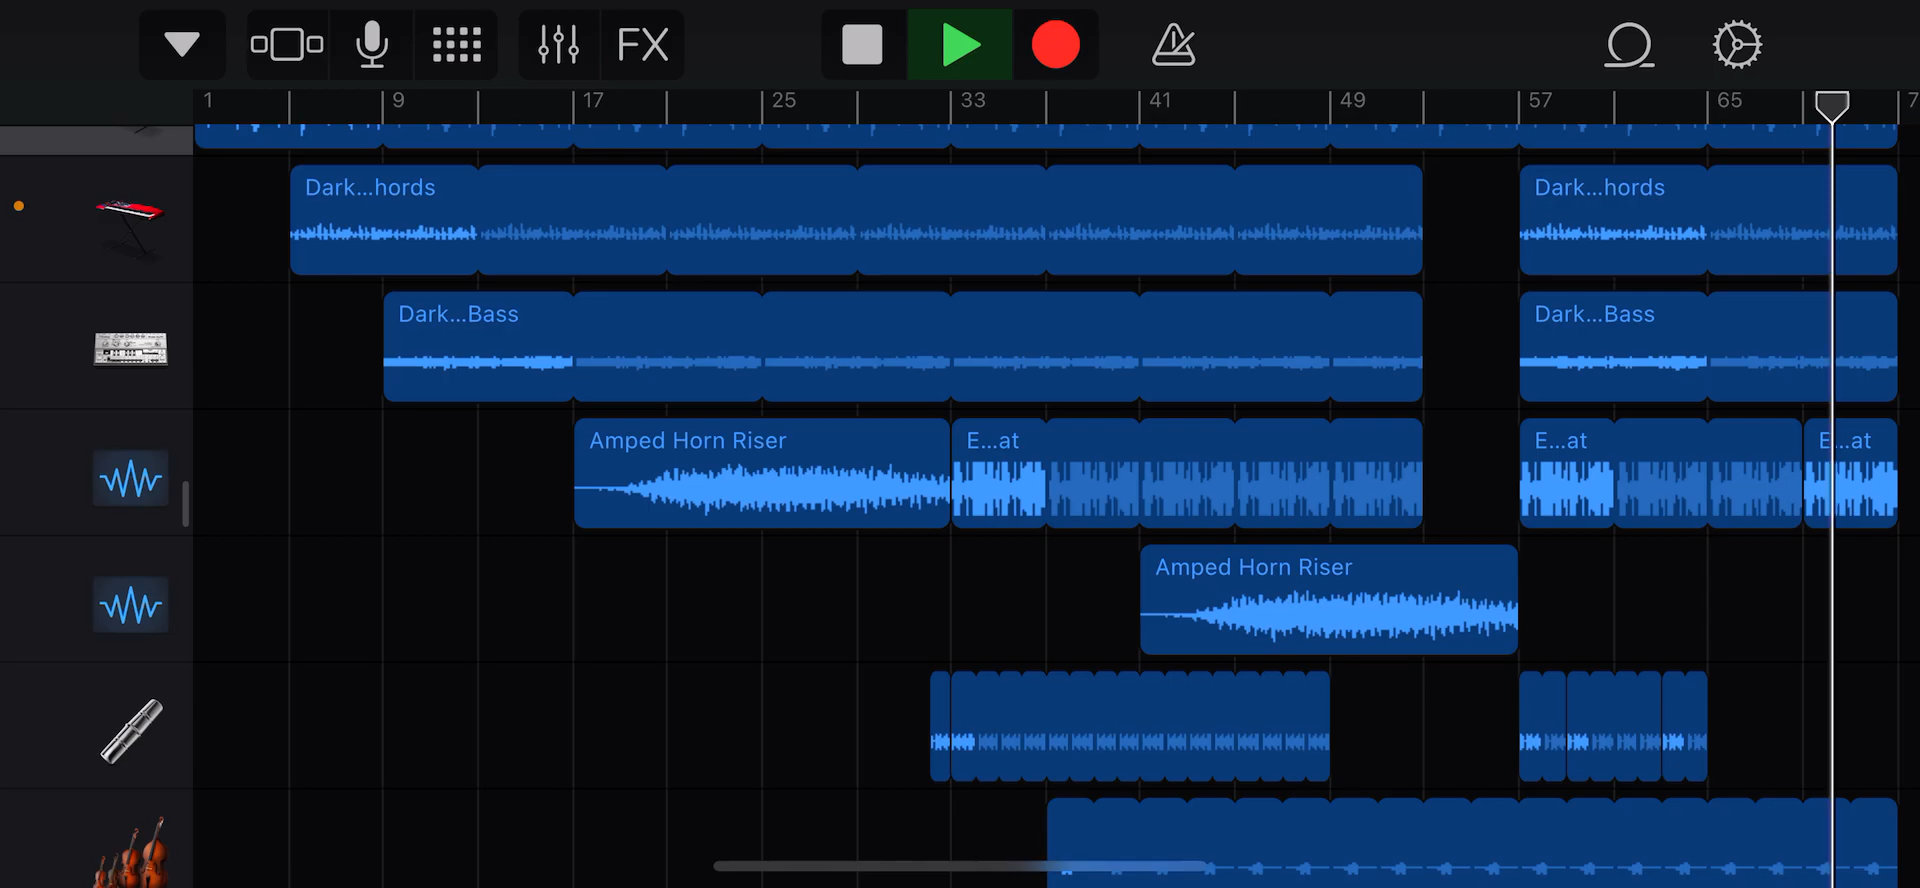 FX
1 9 17 25 33 41 49 57 65 7
Dark...hords Dark...hords
Dark...Bass Dark...Bass
Amped Horn Riser E...at E...at E...at
Amped Horn Riser